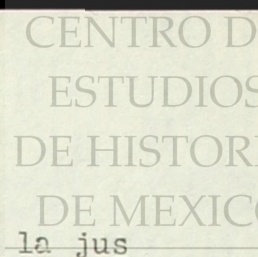 CENTRO D
ESTUDIOS
DE HISTOR
DE MEXIC
la jus